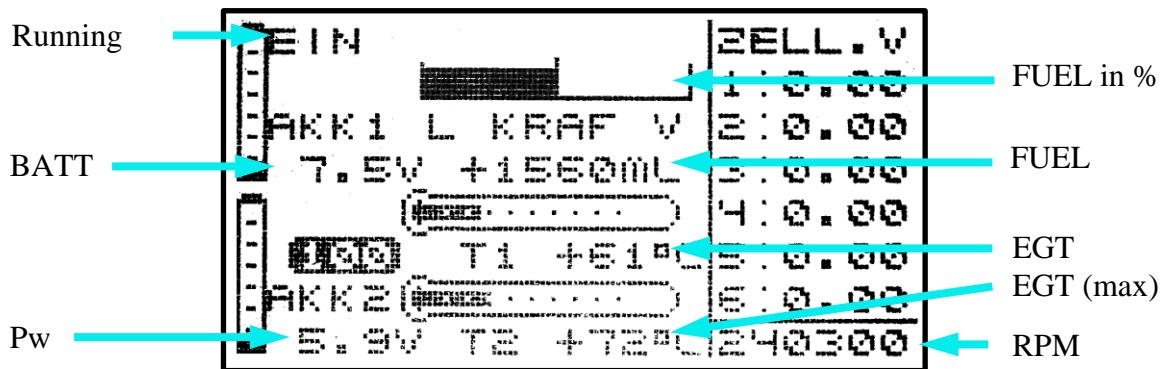 Running
EIN
ZELL.V
FUEL in %
1:0.00
AKK1 L KRAF V
2:0.00
BATT
7.5V +1560mL
3:0.00
FUEL
4:0.00
T1 +61°C
5:0.00
EGT
AKK2
6:0.00
EGT (max)
Pw
5.9V T2 +72°C
240300
RPM